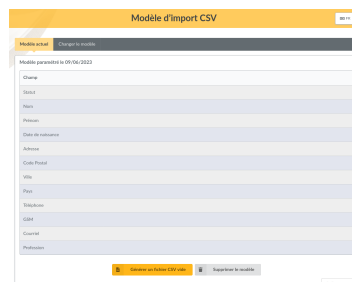 Modèle d'import CSV
FR
Modèle actuel
Changer le modèle
Modèle paramétré le 09/06/2023
Champ
Statut
Nom
Prénom
Date de naissance
Adresse
Code Postal
Ville
Pays
Téléphone
GSM
Courriel
Profession
Générer un fichier CSV vide
Supprimer le modèle